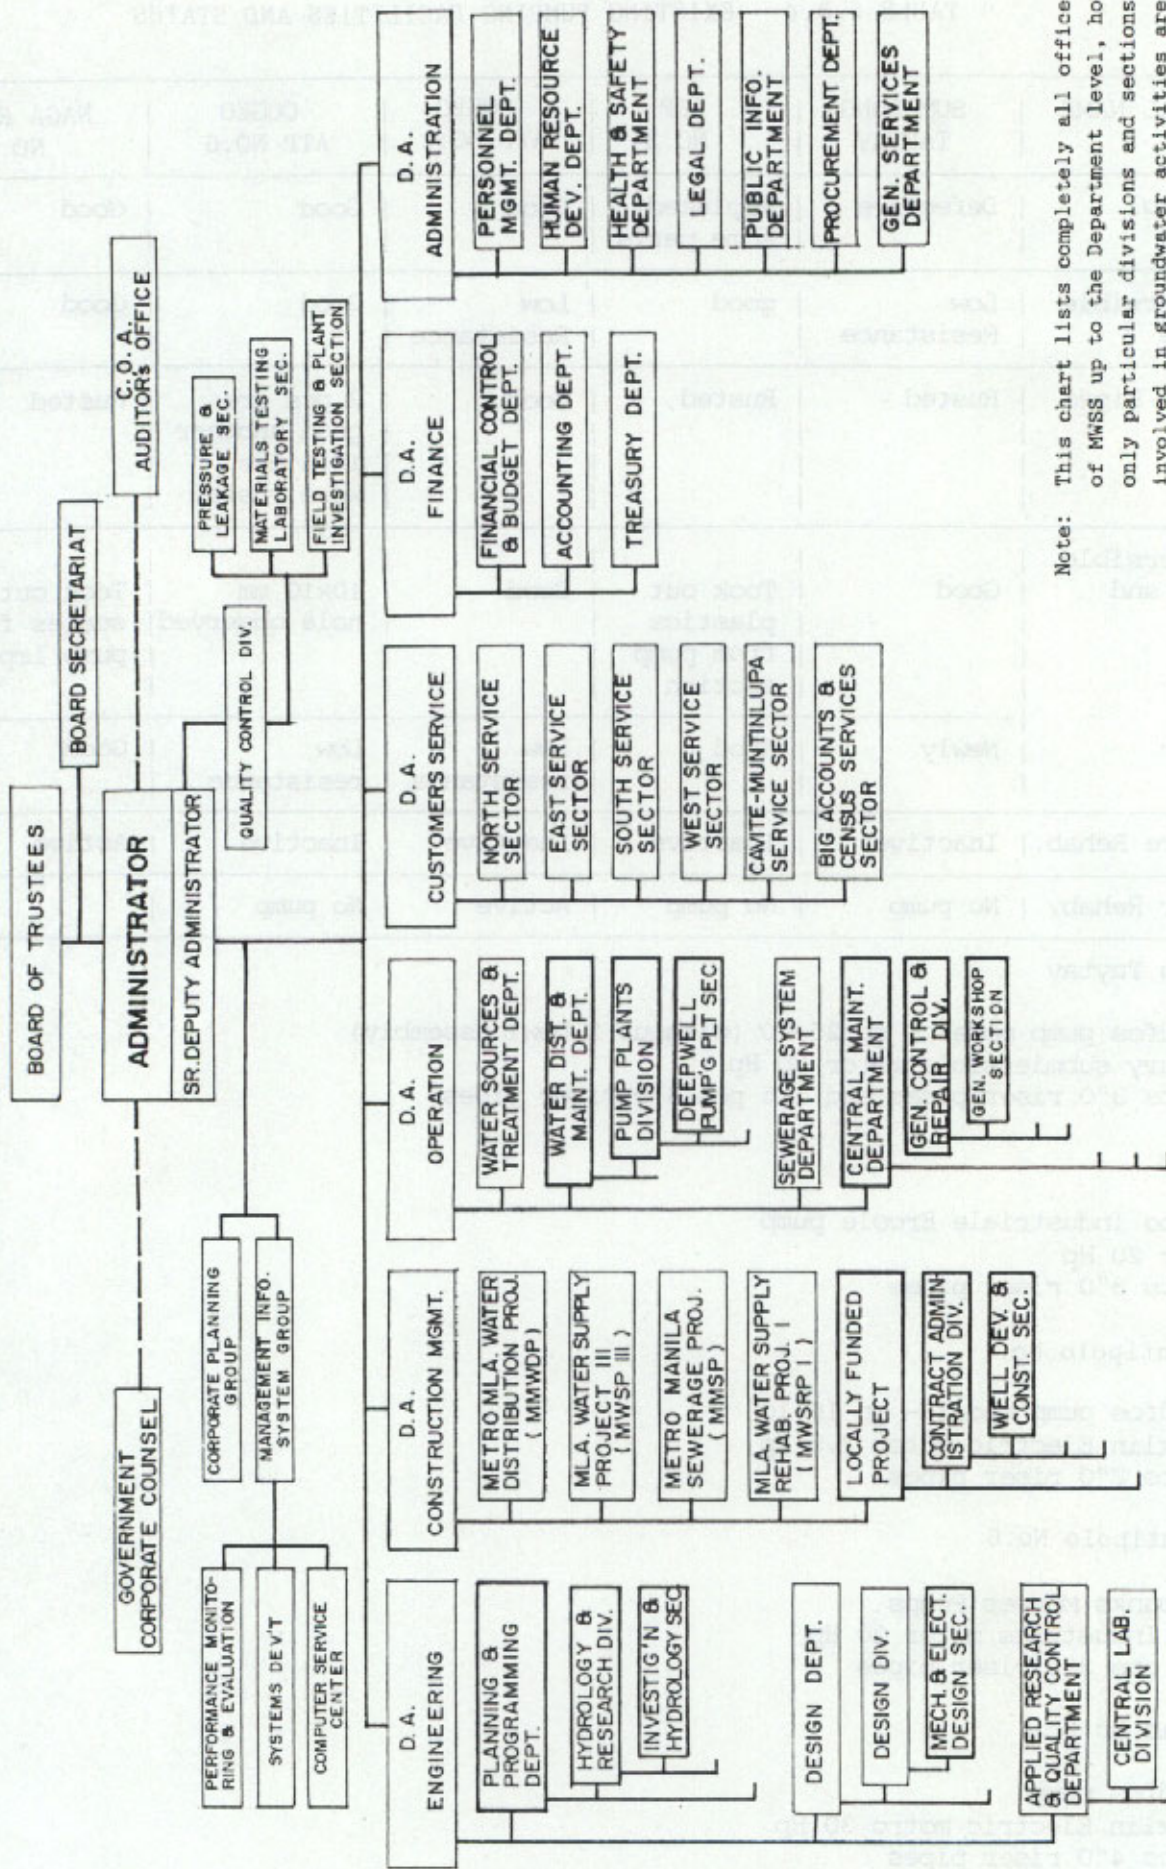 BOARD OF TRUSTEES
BOARD SECRETARIAT
GOVERNMENT
CORPORATE COUNSEL
ADMINISTRATOR
C. O. A.
AUDITOR's OFFICE
SR. DEPUTY ADMINISTRATOR
CORPORATE PLANNING
GROUP
MANAGEMENT INFO.
SYSTEM GROUP
PERFORMANCE MONITO-
RING & EVALUATION
SYSTEMS DEV'T
COMPUTER SERVICE
CENTER
QUALITY CONTROL DIV.
PRESSURE &
LEAKAGE SEC.
MATERIALS TESTING
LABORATORY SEC.
FIELD TESTING & PLANT
INVESTIGATION SECTION
D. A.
ENGINEERING
PLANNING &
PROGRAMMING
DEPT.
HYDROLOGY &
RESEARCH DIV.
INVESTIG'N &
HYDROLOGY SEC.
DESIGN DEPT.
DESIGN DIV.
MECH. & ELECT.
DESIGN SEC.
APPLIED RESEARCH
& QUALITY CONTROL
DEPARTMENT
CENTRAL LAB.
DIVISION
D. A.
CONSTRUCTION MGMT.
METRO MLA. WATER
DISTRIBUTION PROJ.
( MMWDP )
MLA. WATER SUPPLY
PROJECT III
( MWSP III )
METRO MANILA
SEWERAGE PROJ.
( MMSP )
MLA. WATER SUPPLY
REHAB. PROJ. I
( MWSRP I )
LOCALLY FUNDED
PROJECT
CONTRACT ADMIN-
ISTRATION DIV.
WELL DEV. &
CONST. SEC.
D. A.
OPERATION
WATER SOURCES &
TREATMENT DEPT.
WATER DIST. &
MAINT. DEPT.
PUMP PLANTS
DIVISION
DEEPWELL
PUMP'G PLT SEC
SEWERAGE SYSTEM
DEPARTMENT
CENTRAL MAINT.
DEPARTMENT
GEN. CONTROL &
REPAIR DIV.
GEN. WORKSHOP
SECTION
D. A.
CUSTOMERS SERVICE
NORTH SERVICE
SECTOR
EAST SERVICE
SECTOR
SOUTH SERVICE
SECTOR
WEST SERVICE
SECTOR
CAVITE-MUNTINLUPA
SERVICE SECTOR
BIG ACCOUNTS &
CENSUS SERVICES
SECTOR
D. A.
FINANCE
FINANCIAL CONTROL
& BUDGET DEPT.
ACCOUNTING DEPT.
TREASURY DEPT.
D. A.
ADMINISTRATION
PERSONNEL
MGMT. DEPT.
HUMAN RESOURCE
DEV. DEPT.
HEALTH & SAFETY
DEPARTMENT
LEGAL DEPT.
PUBLIC INFO.
DEPARTMENT
PROCUREMENT DEPT.
GEN. SERVICES
DEPARTMENT
Note: This chart lists completely all office
of MWSS up to the Department level, ho
only particular divisions and sections
involved in groundwater activities are